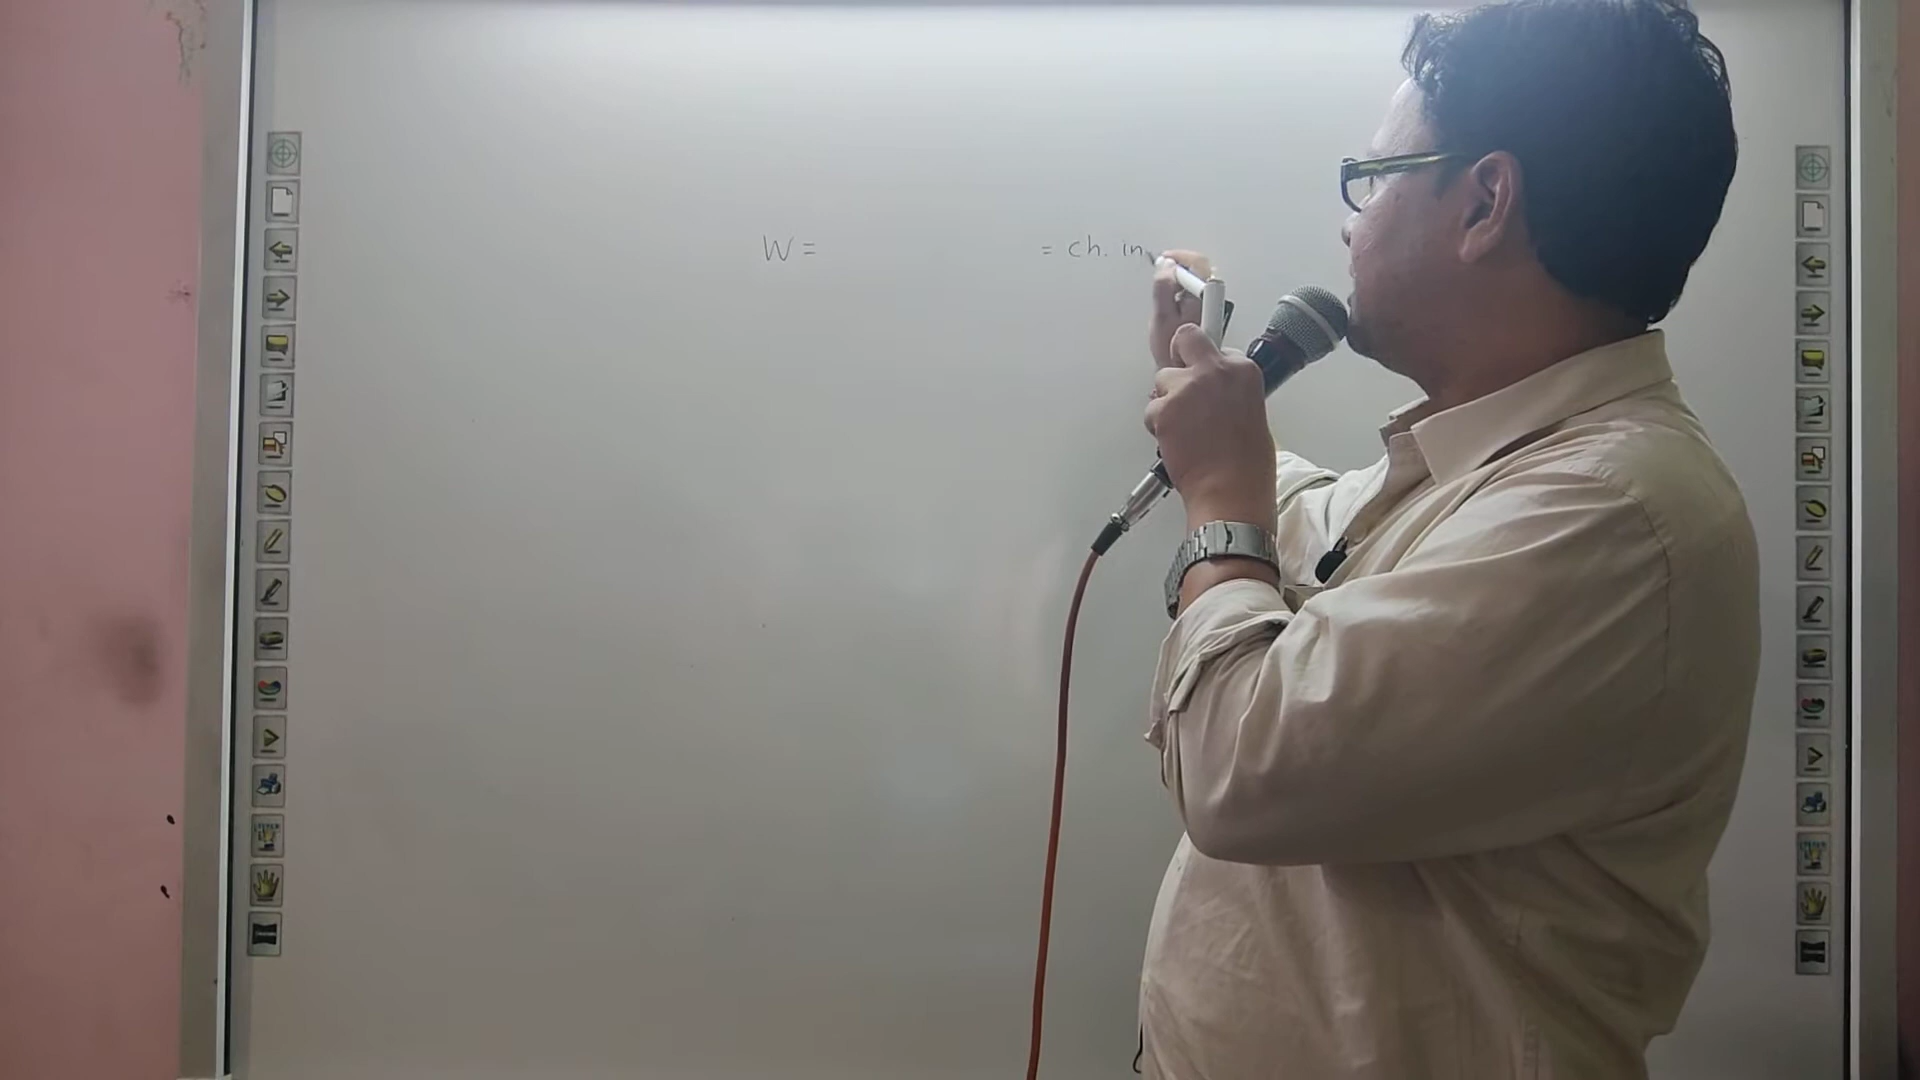 W = = ch. in